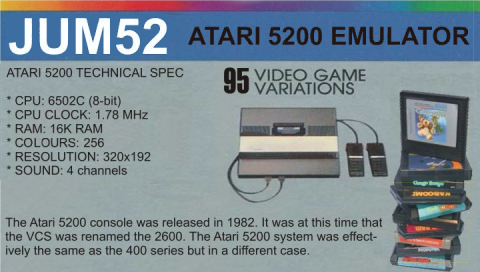 JUM52 ATARI 5200 EMULATOR
ATARI 5200 TECHNICAL SPEC
95 VIDEO GAME
VARIATIONS
* CPU: 6502C (8-bit)
* CPU CLOCK: 1.78 MHz
* RAM: 16K RAM
* COLOURS: 256
* RESOLUTION: 320x192
* SOUND: 4 channels
The Atari 5200 console was released in 1982. It was at this time that
the VCS was renamed the 2600. The Atari 5200 system was effect-
ively the same as the 400 series but in a different case.